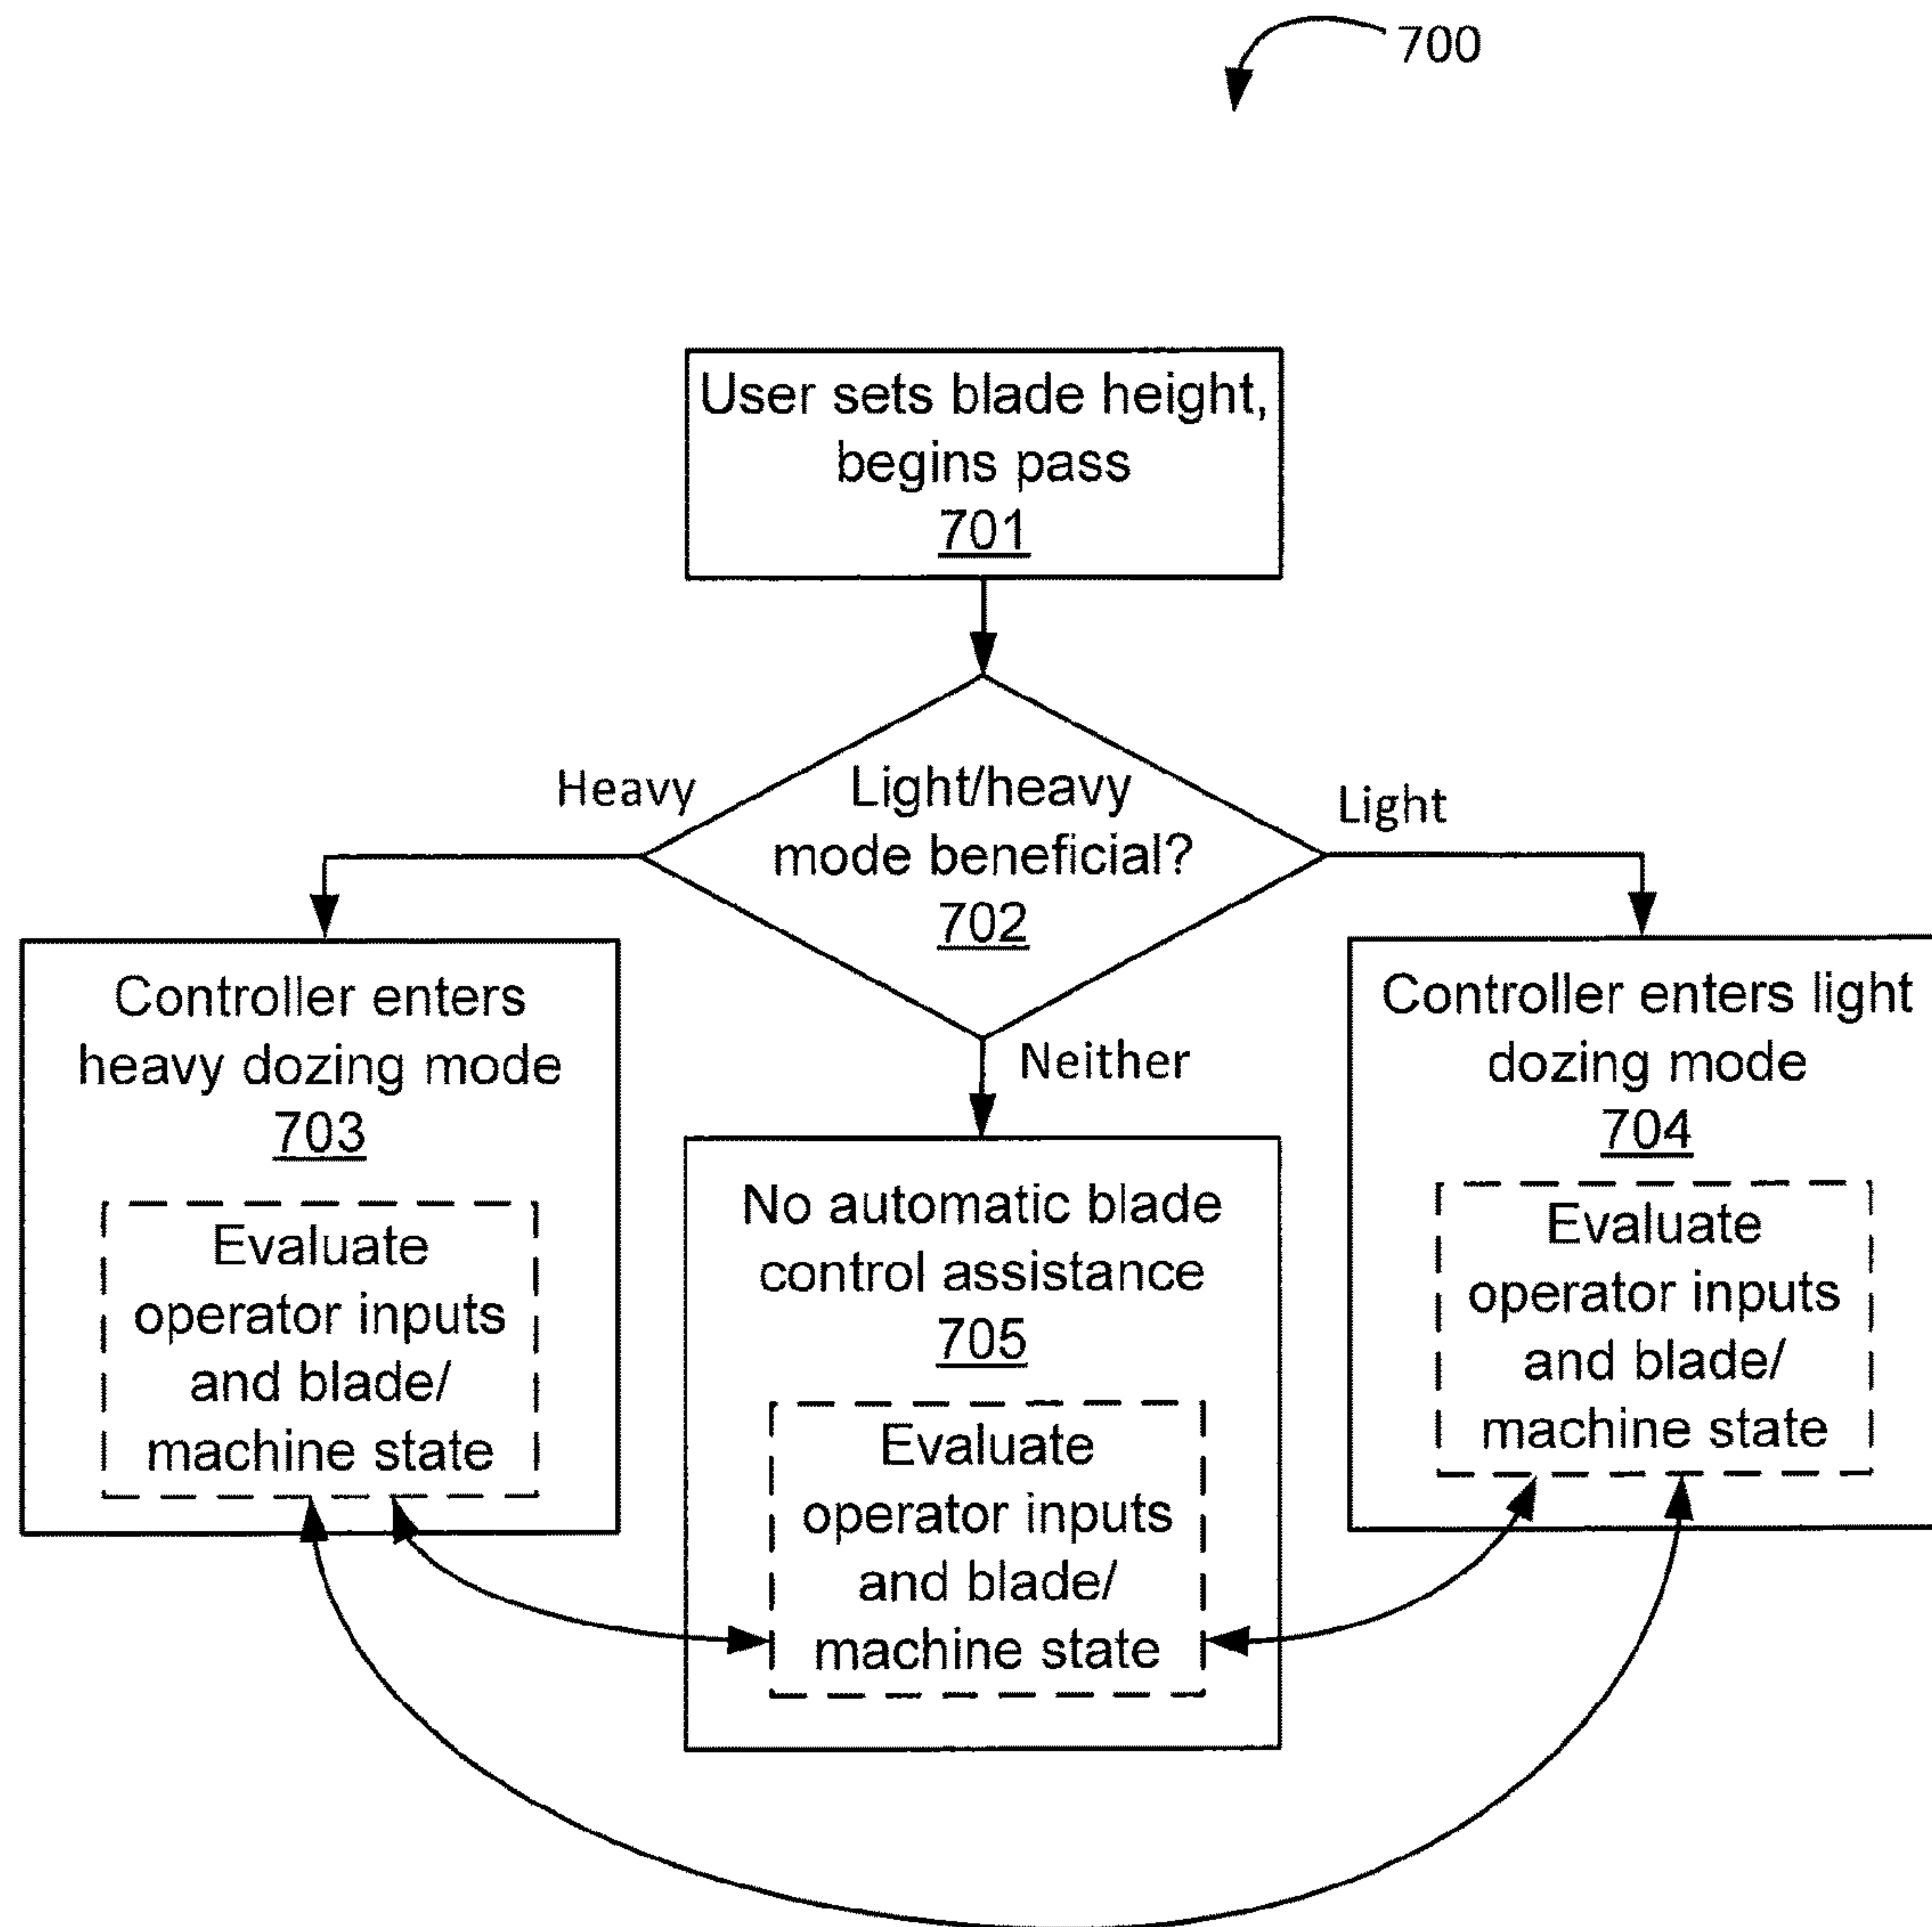 700
User sets blade height,
begins pass
701
Light/heavy
mode beneficial?
702
Heavy
Light
Neither
Controller enters
heavy dozing mode
703
Evaluate
operator inputs
and blade/
machine state
No automatic blade
control assistance
705
Evaluate
operator inputs
and blade/
machine state
Controller enters light
dozing mode
704
Evaluate
operator inputs
and blade/
machine state